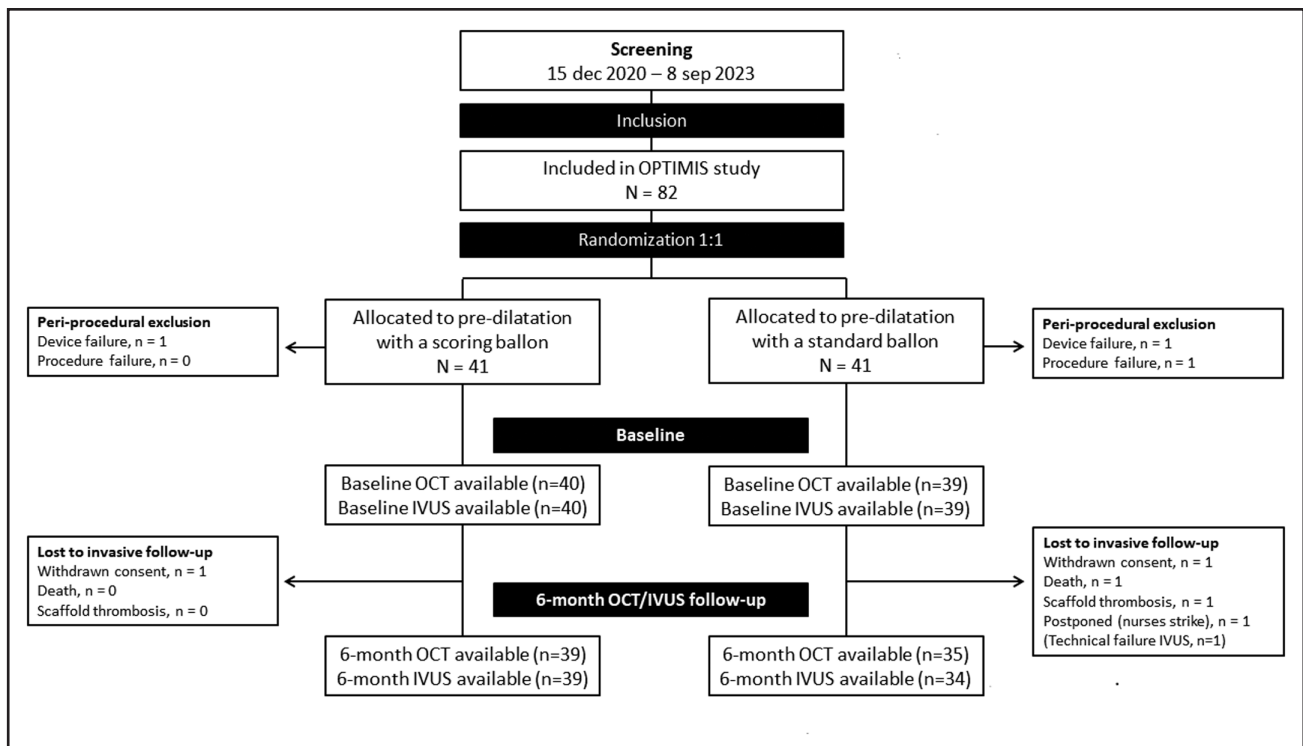 Screening
15 dec 2020 – 8 sep 2023
Inclusion
Included in OPTIMIS study
N = 82
Randomization 1:1
Peri-procedural exclusion
Device failure, n = 1
Procedure failure, n = 0
Allocated to pre-dilatation
with a scoring ballon
N = 41
Allocated to pre-dilatation
with a standard ballon
N = 41
Peri-procedural exclusion
Device failure, n = 1
Procedure failure, n = 1
Baseline
Baseline OCT available (n=40)
Baseline IVUS available (n=40)
Baseline OCT available (n=39)
Baseline IVUS available (n=39)
Lost to invasive follow-up
Withdrawn consent, n = 1
Death, n = 0
Scaffold thrombosis, n = 0
6-month OCT/IVUS follow-up
Lost to invasive follow-up
Withdrawn consent, n = 1
Death, n = 1
Scaffold thrombosis, n = 1
Postponed (nurses strike), n = 1
(Technical failure IVUS, n=1)
6-month OCT available (n=39)
6-month IVUS available (n=39)
6-month OCT available (n=35)
6-month IVUS available (n=34)